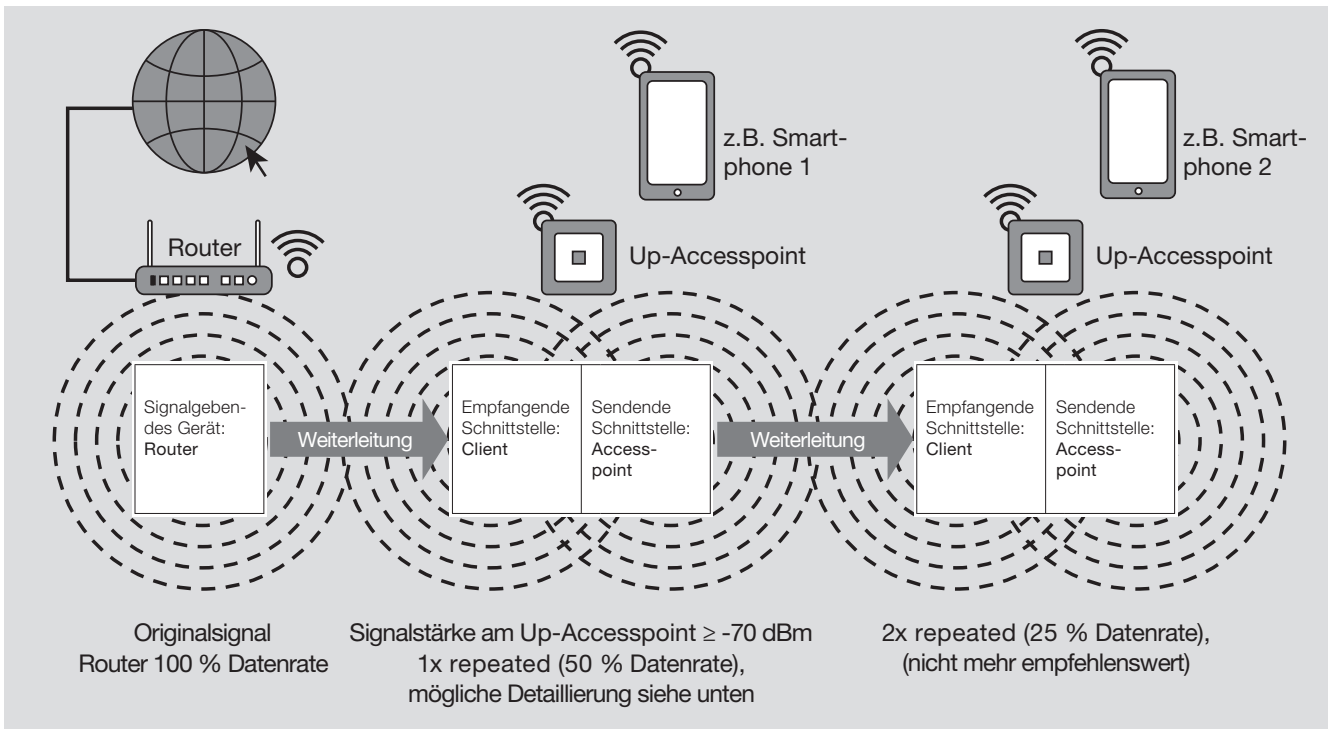 z.B. Smart-
phone 1
z.B. Smart-
phone 2
Router
Up-Accesspoint
Up-Accesspoint
Signalgeben-
des Gerät:
Router
Weiterleitung
Empfangende
Schnittstelle:
Client
Sendende
Schnittstelle:
Access-
point
Weiterleitung
Empfangende
Schnittstelle:
Client
Sendende
Schnittstelle:
Access-
point
Originalsignal
Router 100 % Datenrate
Signalstärke am Up-Accesspoint ≥ -70 dBm
1x repeated (50 % Datenrate),
mögliche Detaillierung siehe unten
2x repeated (25 % Datenrate),
(nicht mehr empfehlenswert)